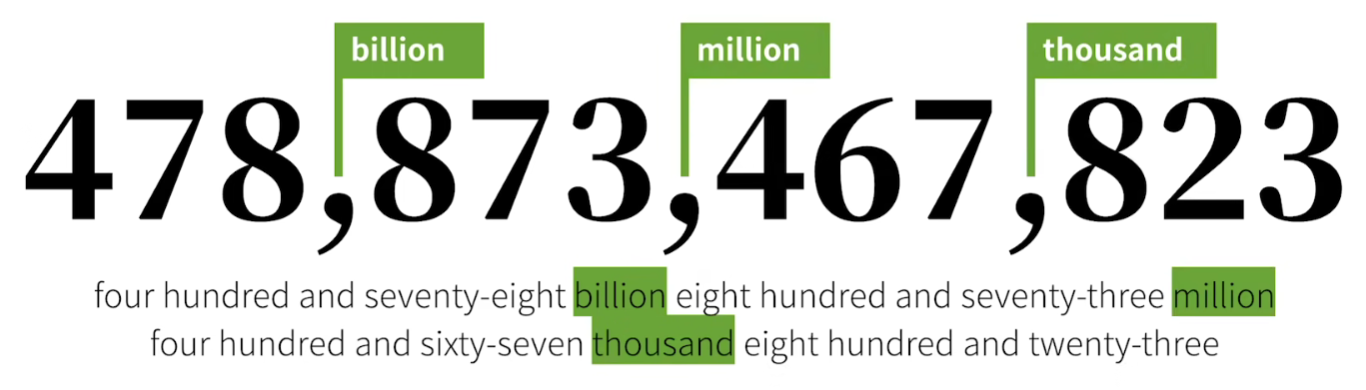 billion million thousand
478,873,467,823
four hundred and seventy-eight billion eight hundred and seventy-three million
four hundred and sixty-seven thousand eight hundred and twenty-three